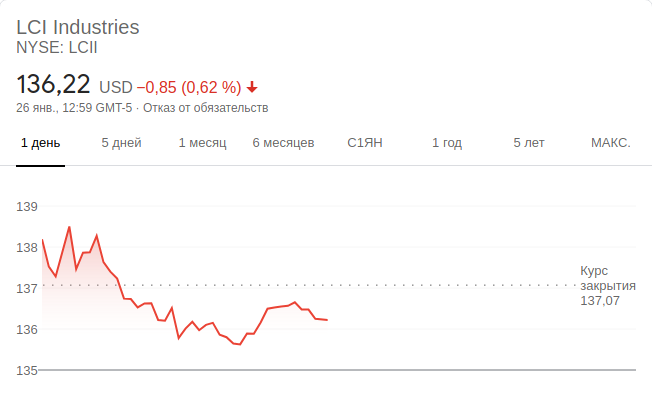 LCI Industries
NYSE: LCII
136,22 USD −0,85 (0,62 %)
26 янв., 12:59 GMT-5 · Отказ от обязательств
1 день 5 дней 1 месяц 6 месяцев С1ЯН 1 год 5 лет МАКС.
139
138
137
136
135
Курс
закрытия
137,07